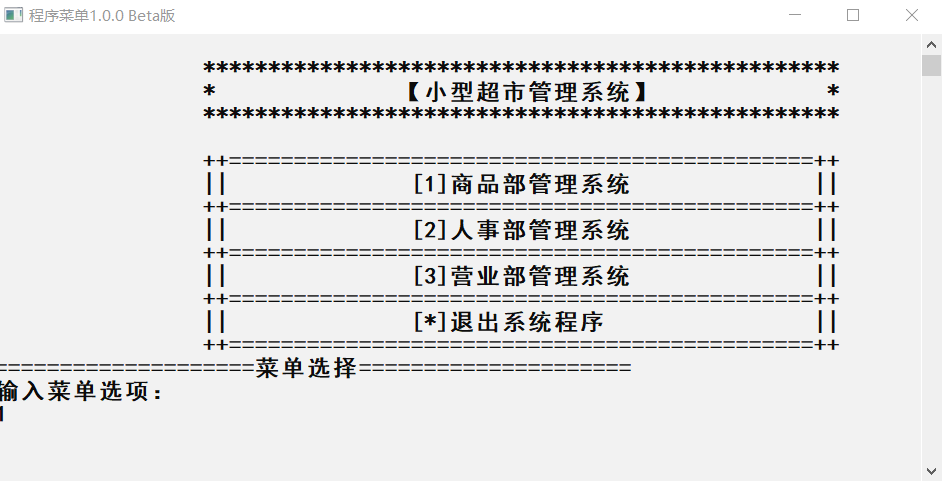 程序菜单1.0.0 Beta版
*************************************************
* 【小型超市管理系统】 *
*************************************************
++=============================================++
|| [1]商品部管理系统 ||
++=============================================++
|| [2]人事部管理系统 ||
++=============================================++
|| [3]营业部管理系统 ||
++=============================================++
|| [*]退出系统程序 ||
++=============================================++
====================菜单选择=====================
输入菜单选项：
1